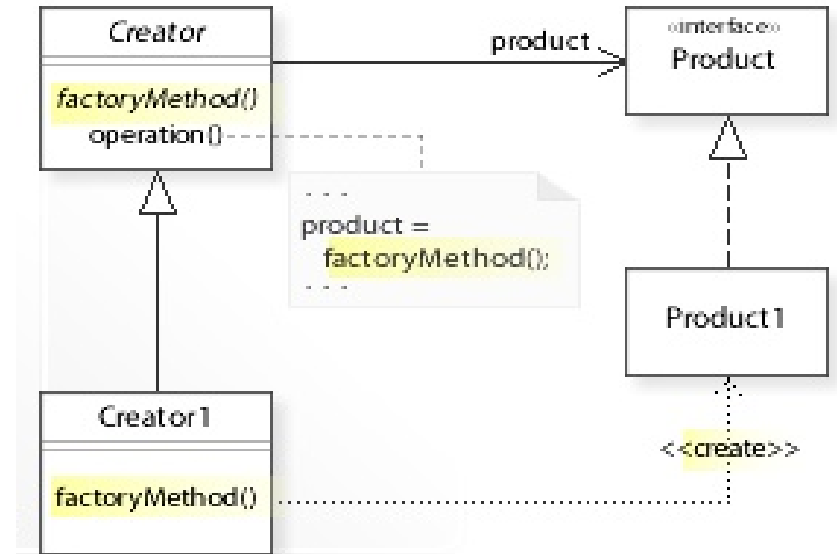 Creator
factoryMethod()
operation()
product
«interface»
Product
- - -
product =
factoryMethod();
- - -
Product1
Creator1
factoryMethod()
<<create>>